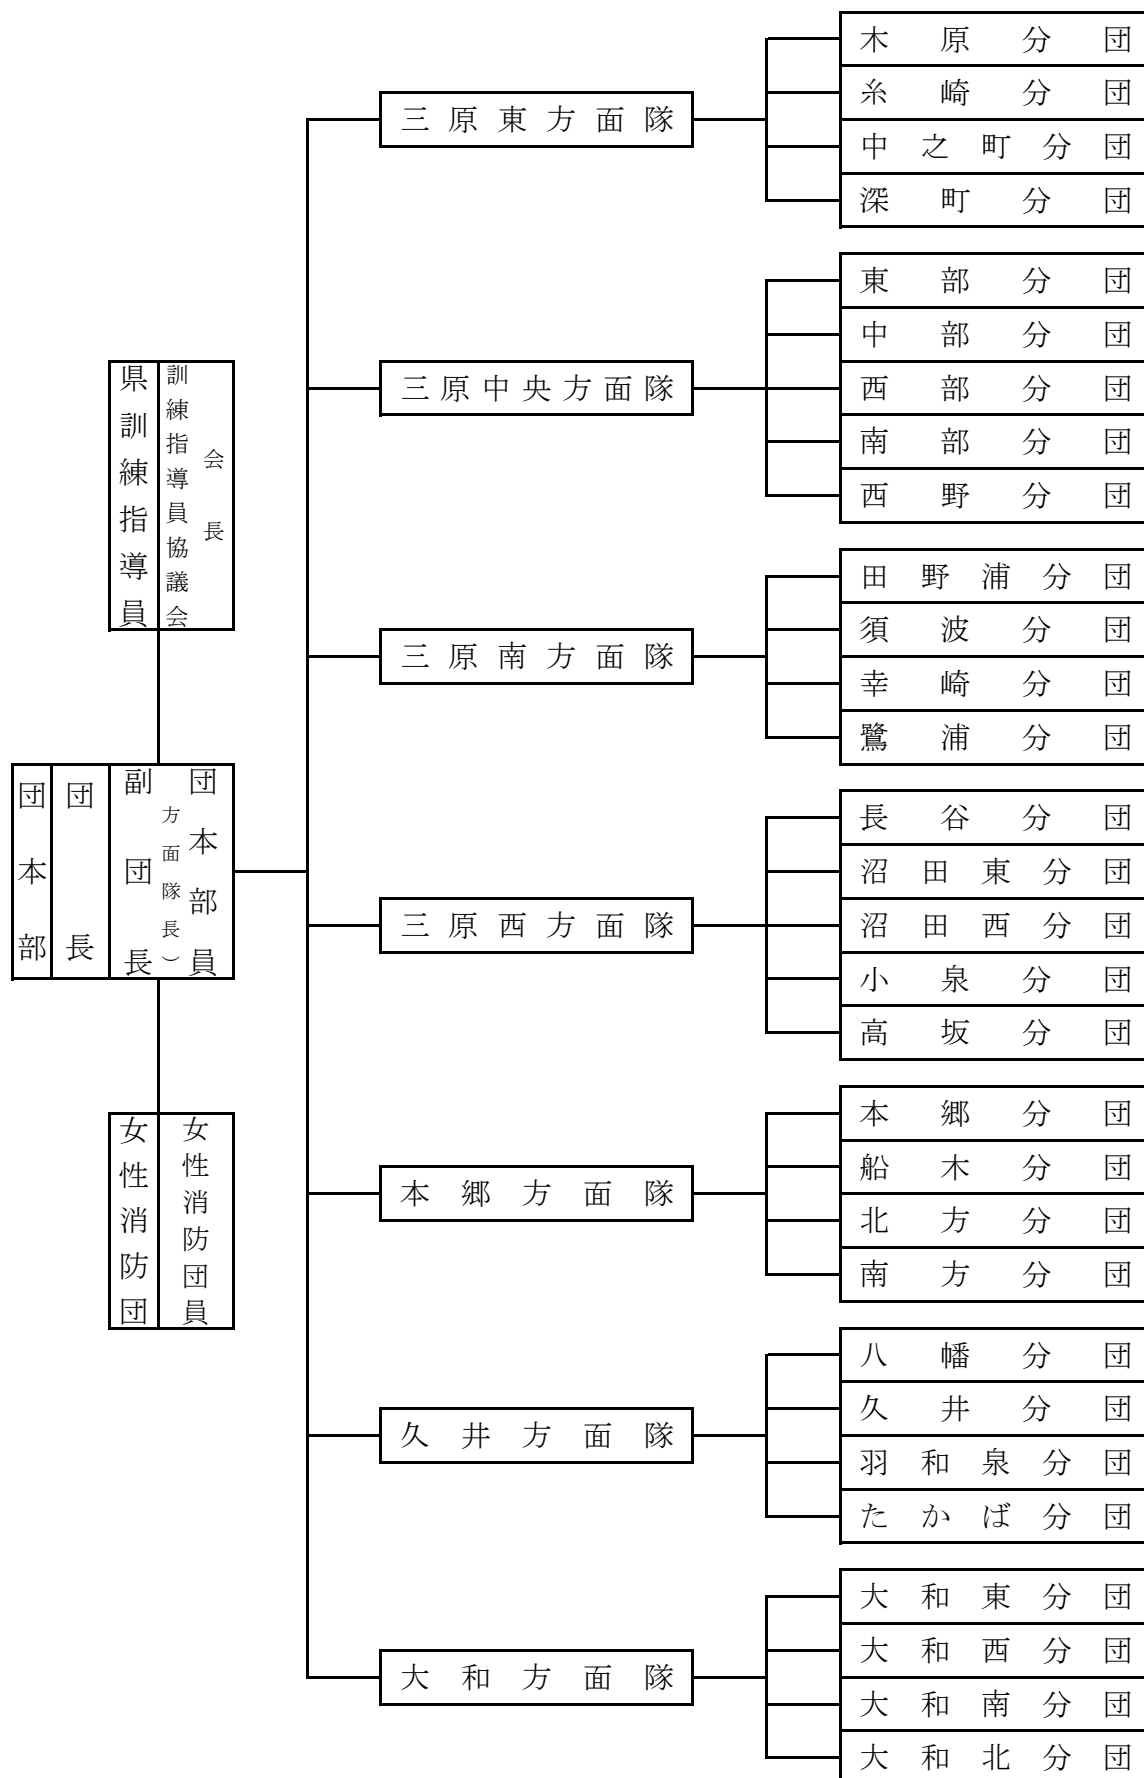 県訓練指導員
訓練指導員協議会
会長
団本部
団長
副団長
方面隊長）
団本部員
女性消防団
女性消防団員
三原東方面隊
木原分団
糸崎分団
中之町分団
深町分団
三原中央方面隊
東部分団
中部分団
西部分団
南部分団
西野分団
三原南方面隊
田野浦分団
須波分団
幸崎分団
鷺浦分団
三原西方面隊
長谷分団
沼田東分団
沼田西分団
小泉分団
高坂分団
本郷方面隊
本郷分団
船木分団
北方分団
南方分団
久井方面隊
八幡分団
久井分団
羽和泉分団
たかば分団
大和方面隊
大和東分団
大和西分団
大和南分団
大和北分団